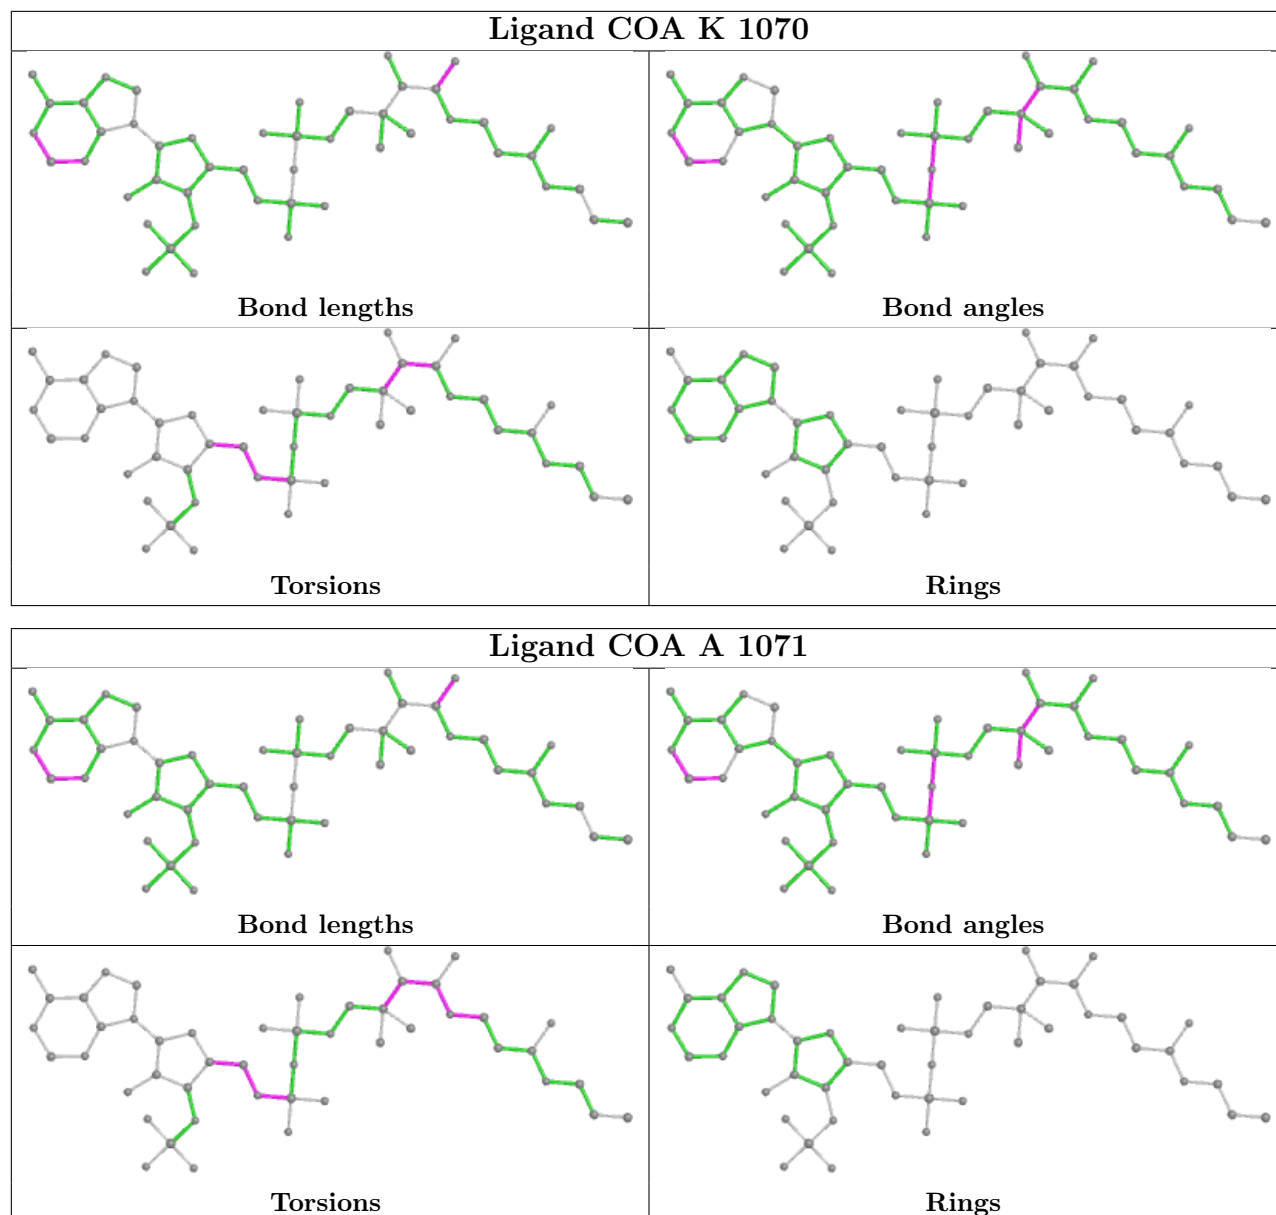 Ligand COA K 1070
Bond lengths
Bond angles
Torsions
Rings
Ligand COA A 1071
Bond lengths
Bond angles
Torsions
Rings